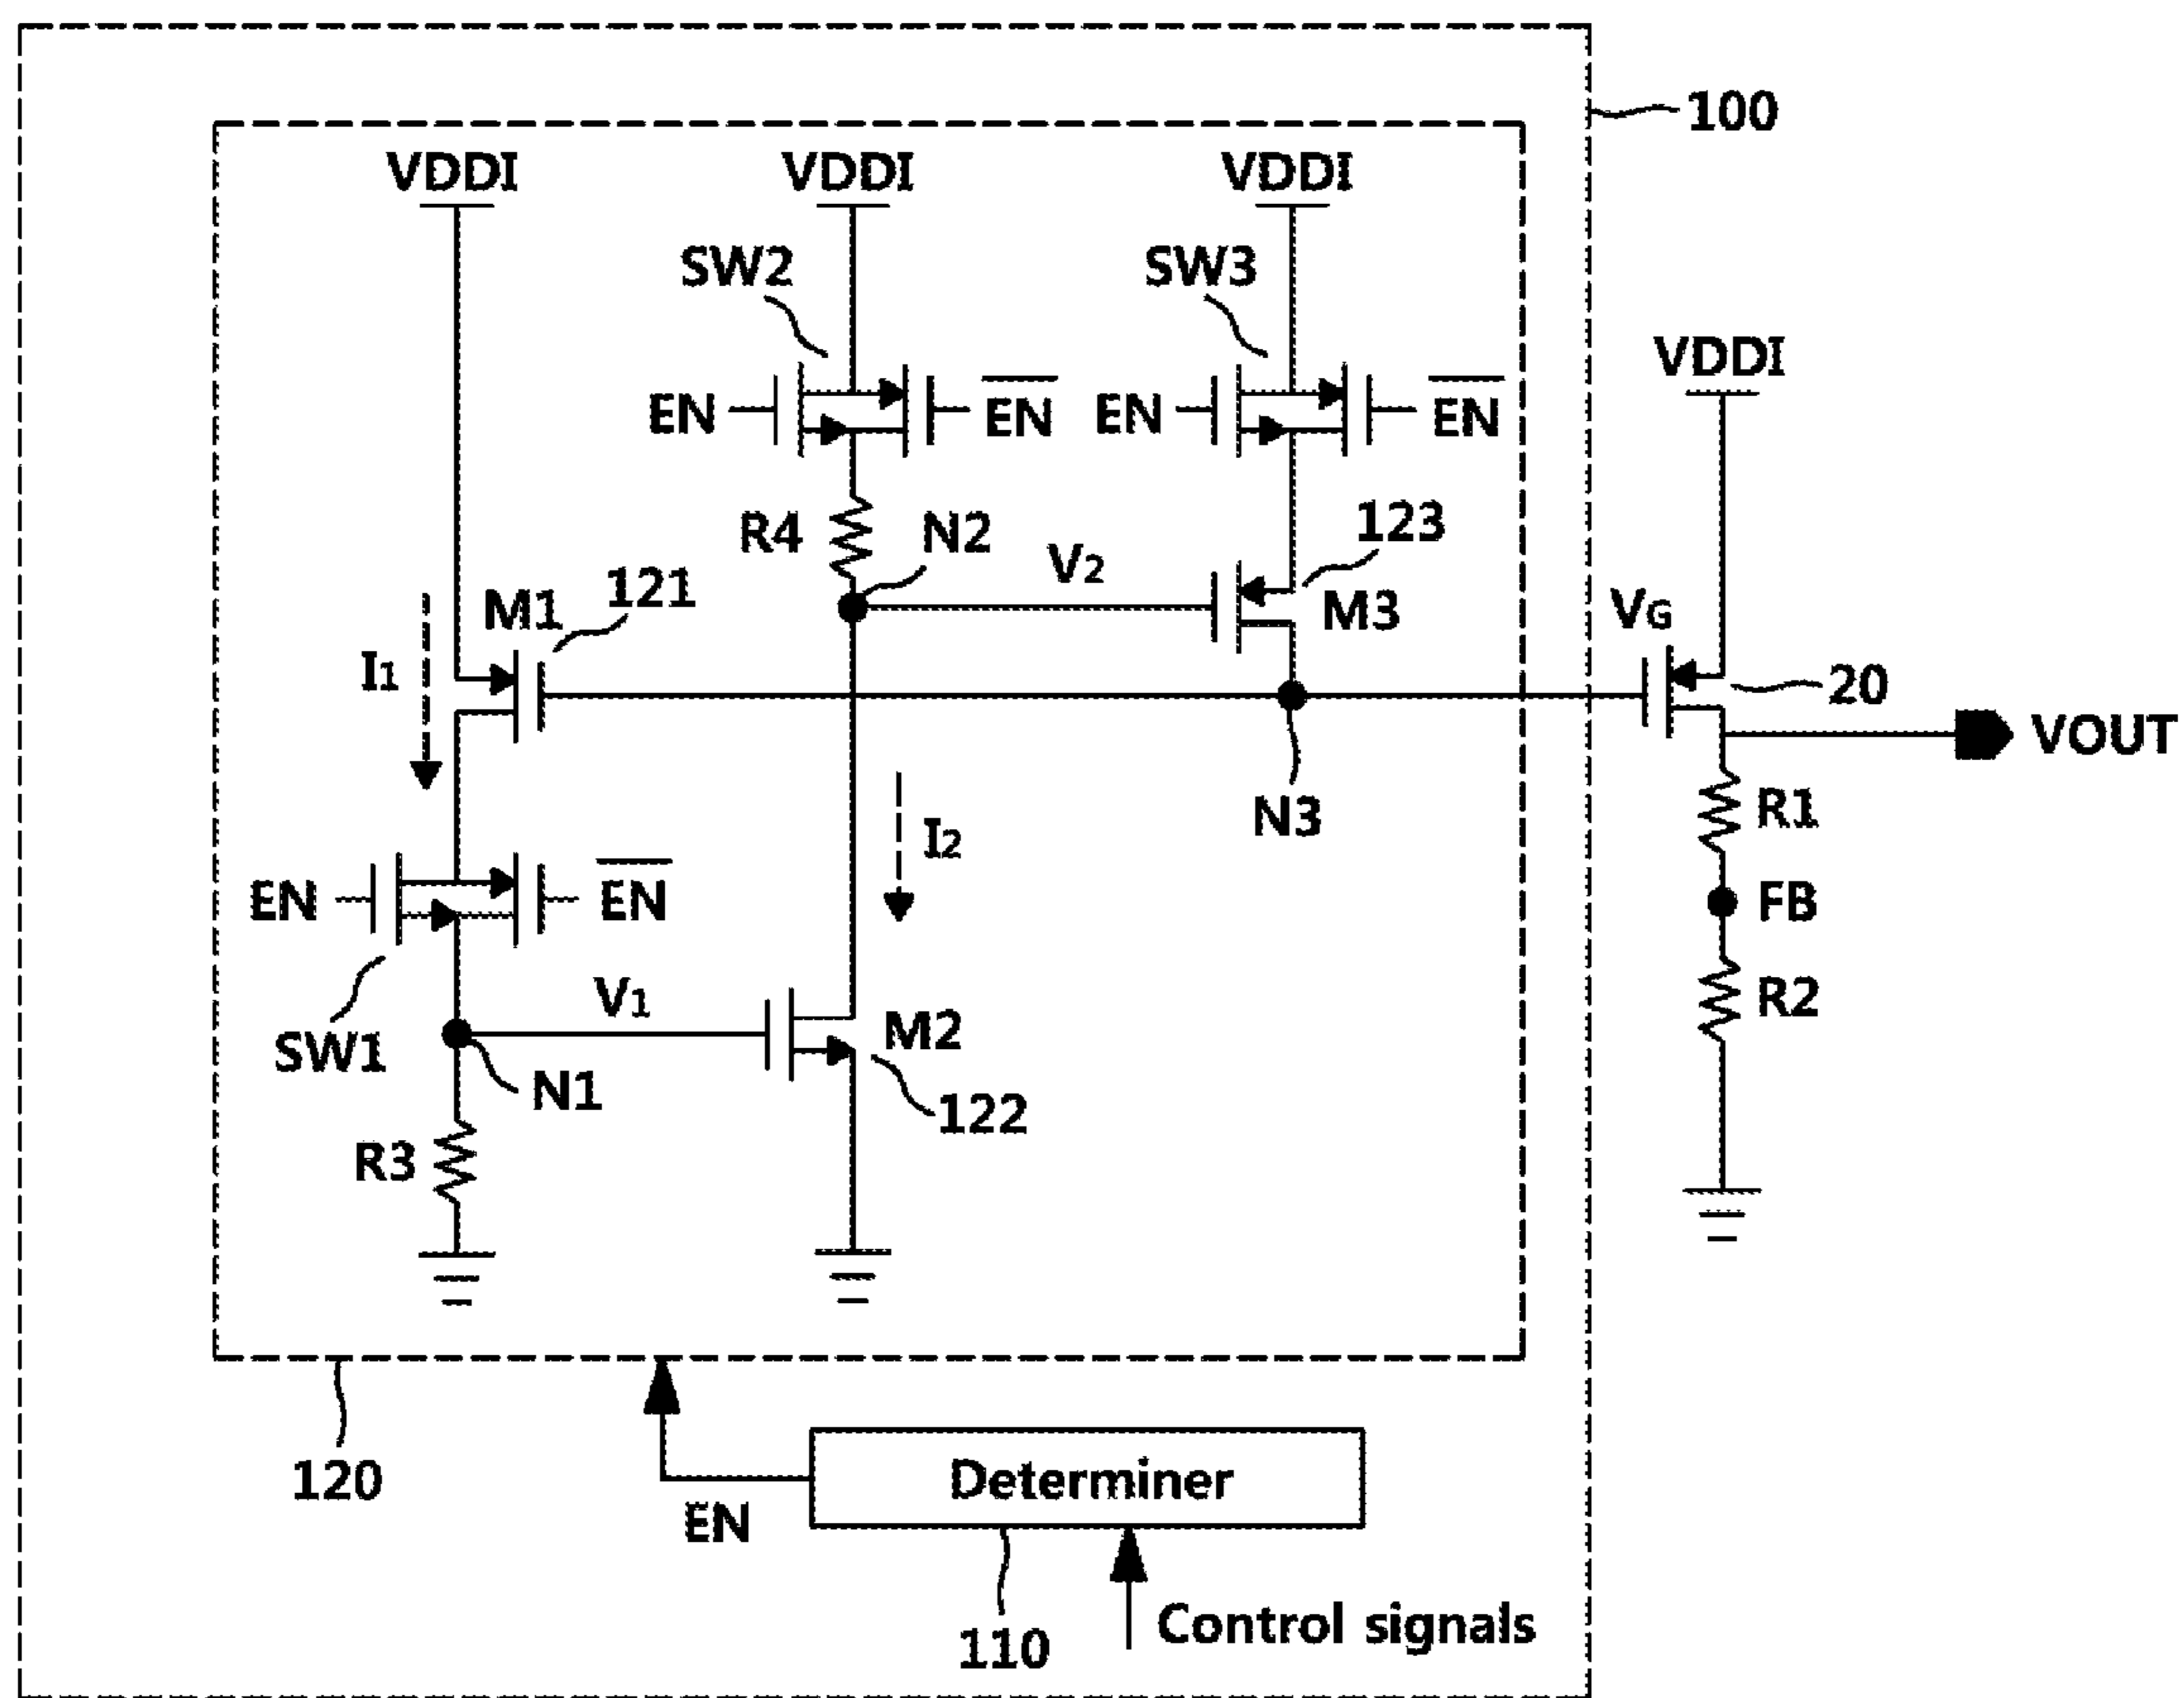 100
VDDI VDDI VDDI
SW2 SW3
VDDI
EN EN EN EN
R4 N2 123
V2
M1 121 M3 VG
I1 20
VOUT
N3 R1
I2
EN EN FB
V1 R2
SW1 M2
N1 122
R3
120 Determiner
EN
110 Control signals